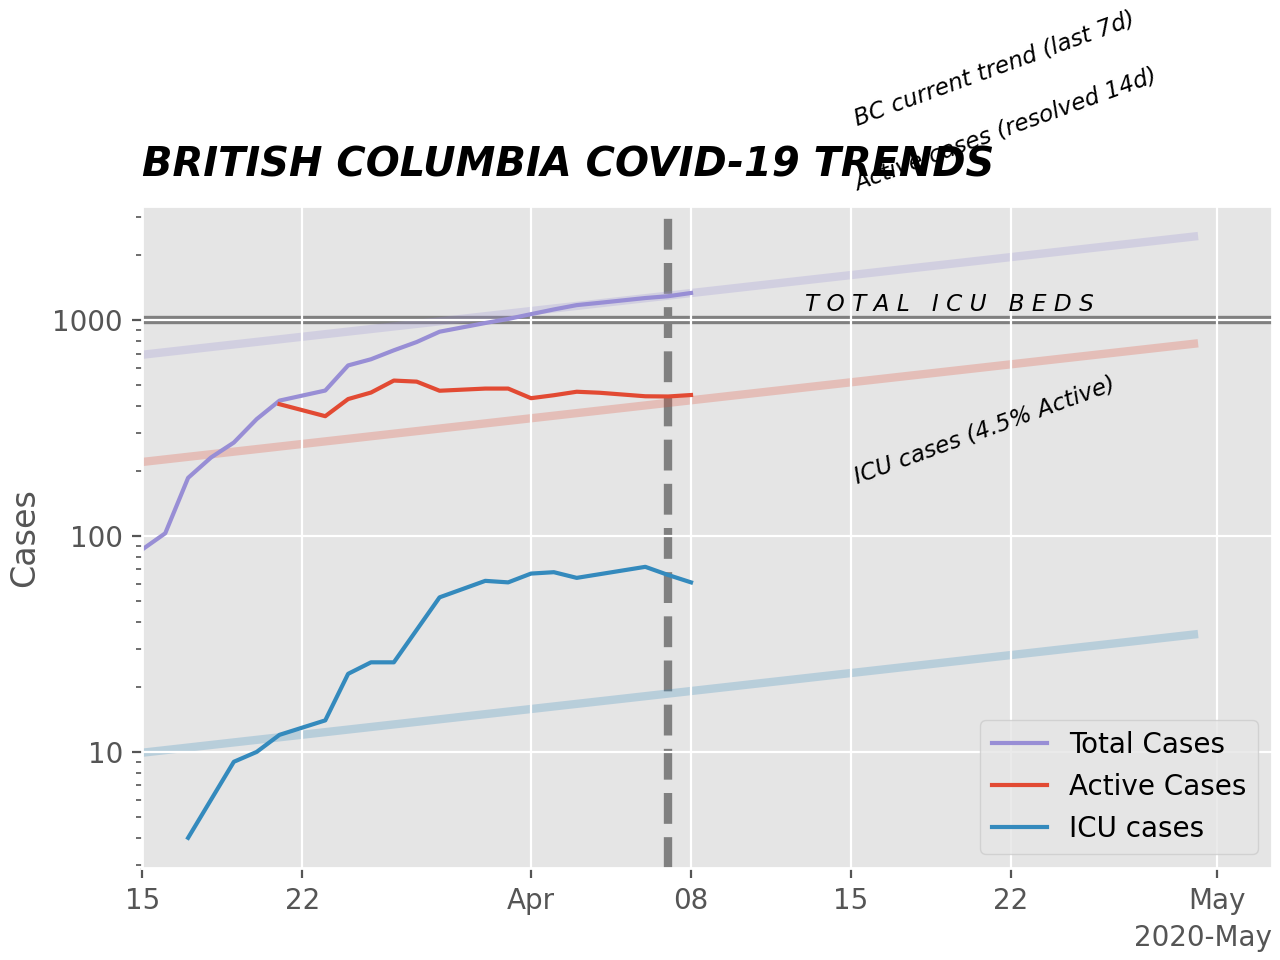 BC current trend (last 7d)
Active cases (resolved 14d)
BRITISH COLUMBIA COVID-19 TRENDS
TOTAL ICU BEDS
ICU cases (4.5% Active)
Cases
1000
100
10
Total Cases
Active Cases
ICU cases
15 22 Apr 08 15 22 May
2020-May